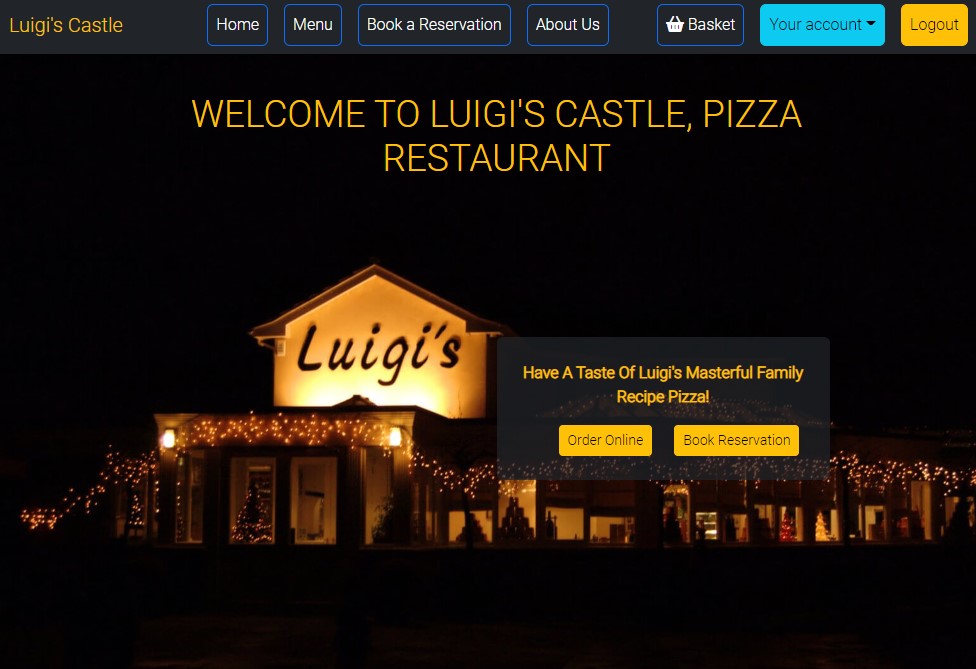 Luigi's Castle
Home
Menu
Book a Reservation
About Us
Basket
Your account
Logout
WELCOME TO LUIGI'S CASTLE, PIZZA
RESTAURANT
Luigi's
Have A Taste Of Luigi's Masterful Family
Recipe Pizza!
Order Online
Book Reservation